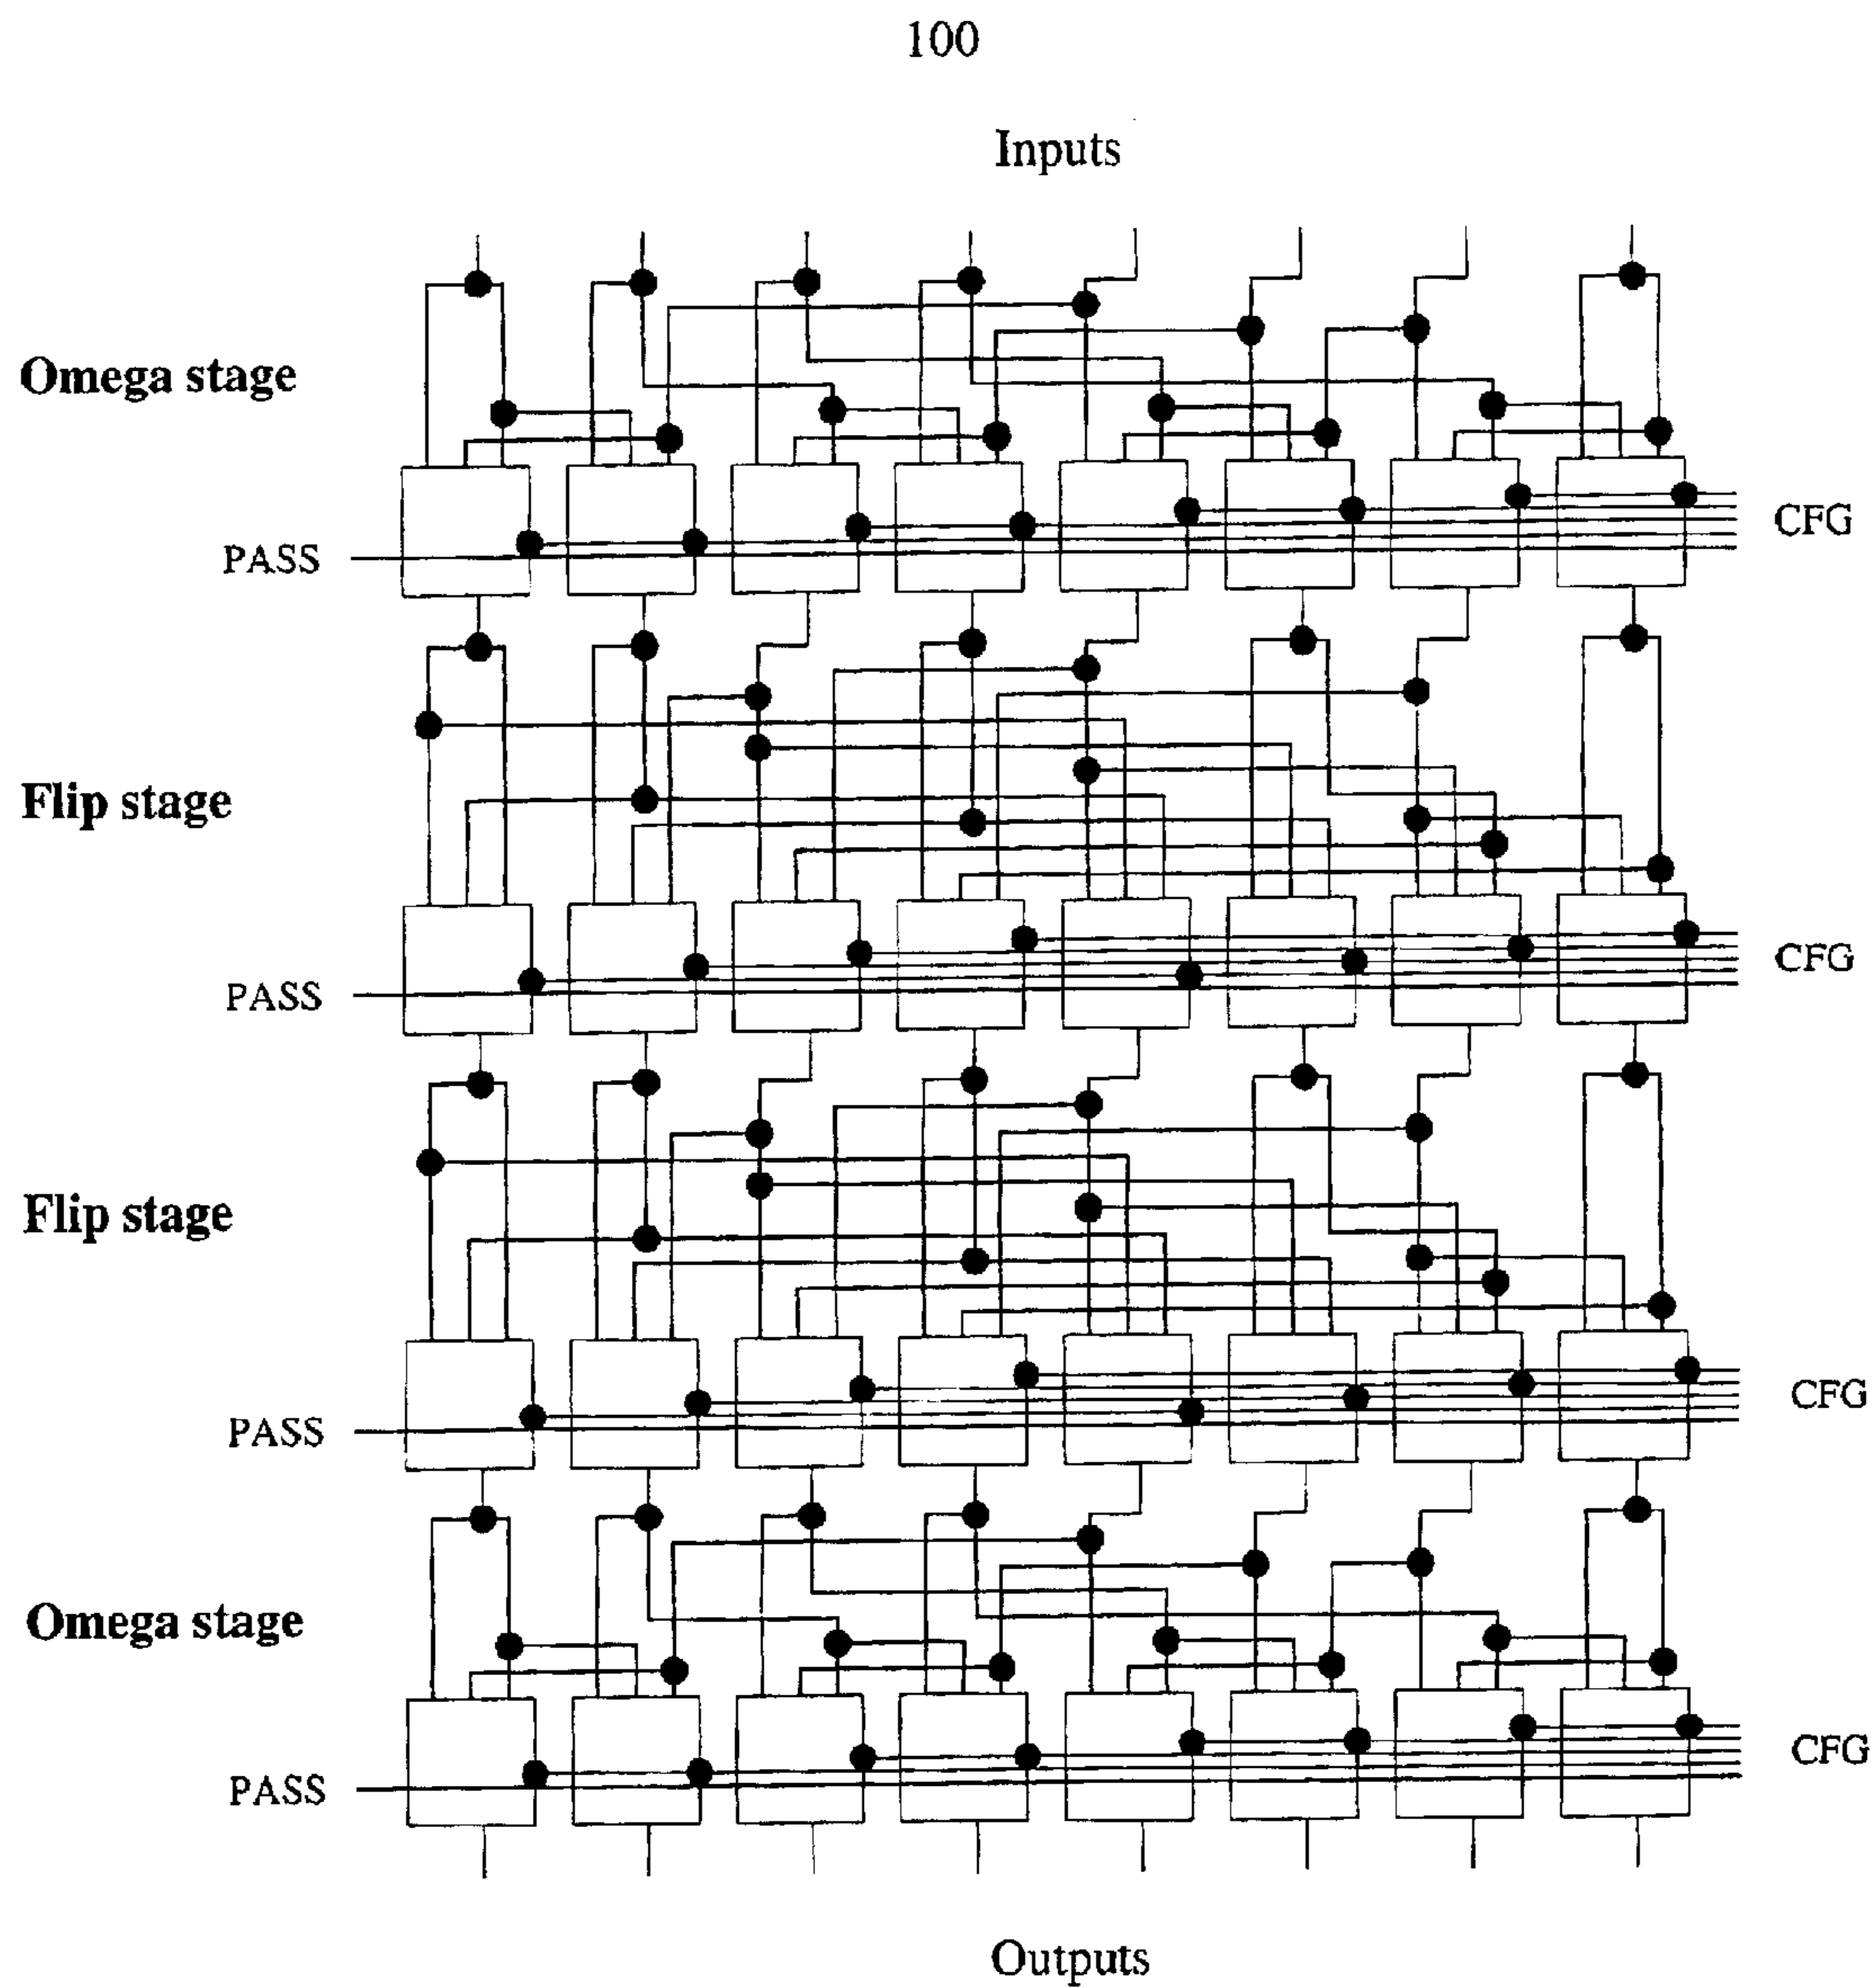 100
Inputs
Omega stage
CFG
PASS
Flip stage
CFG
PASS
Flip stage
CFG
PASS
Omega stage
CFG
PASS
Outputs